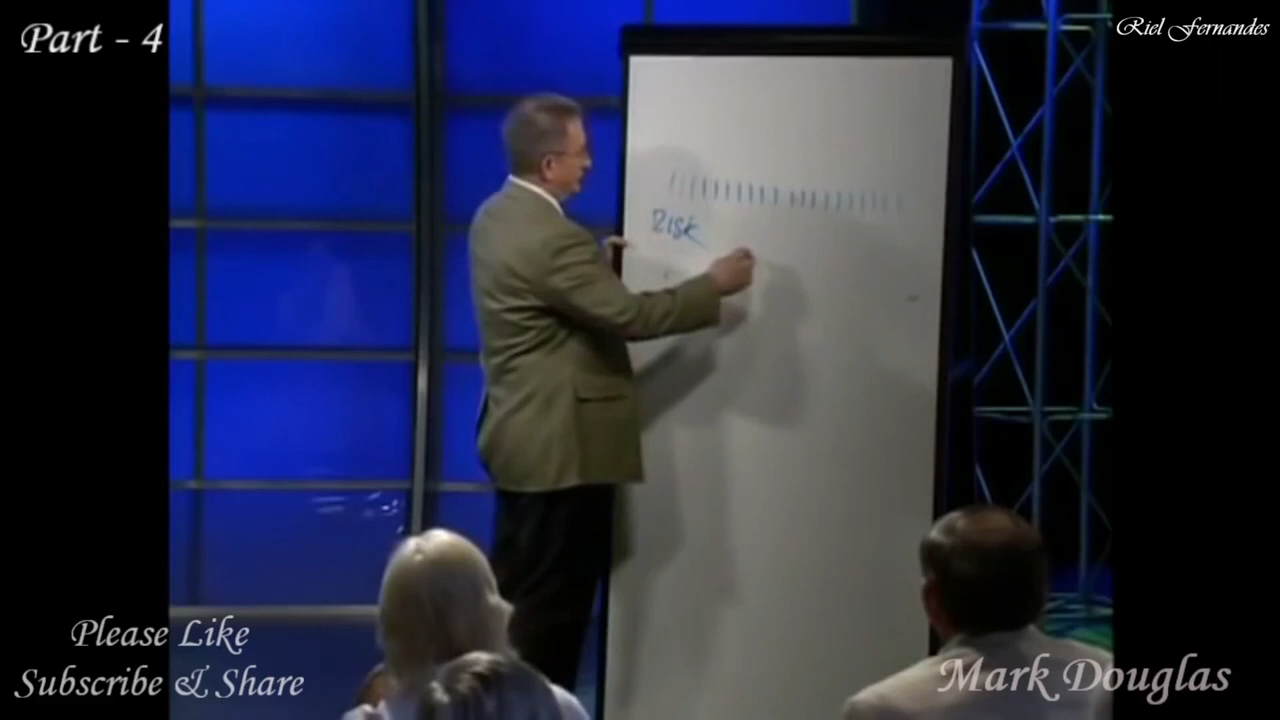 Part - 4
Riel Fernandes
RISK
Please Like
Subscribe & Share
Mark Douglas